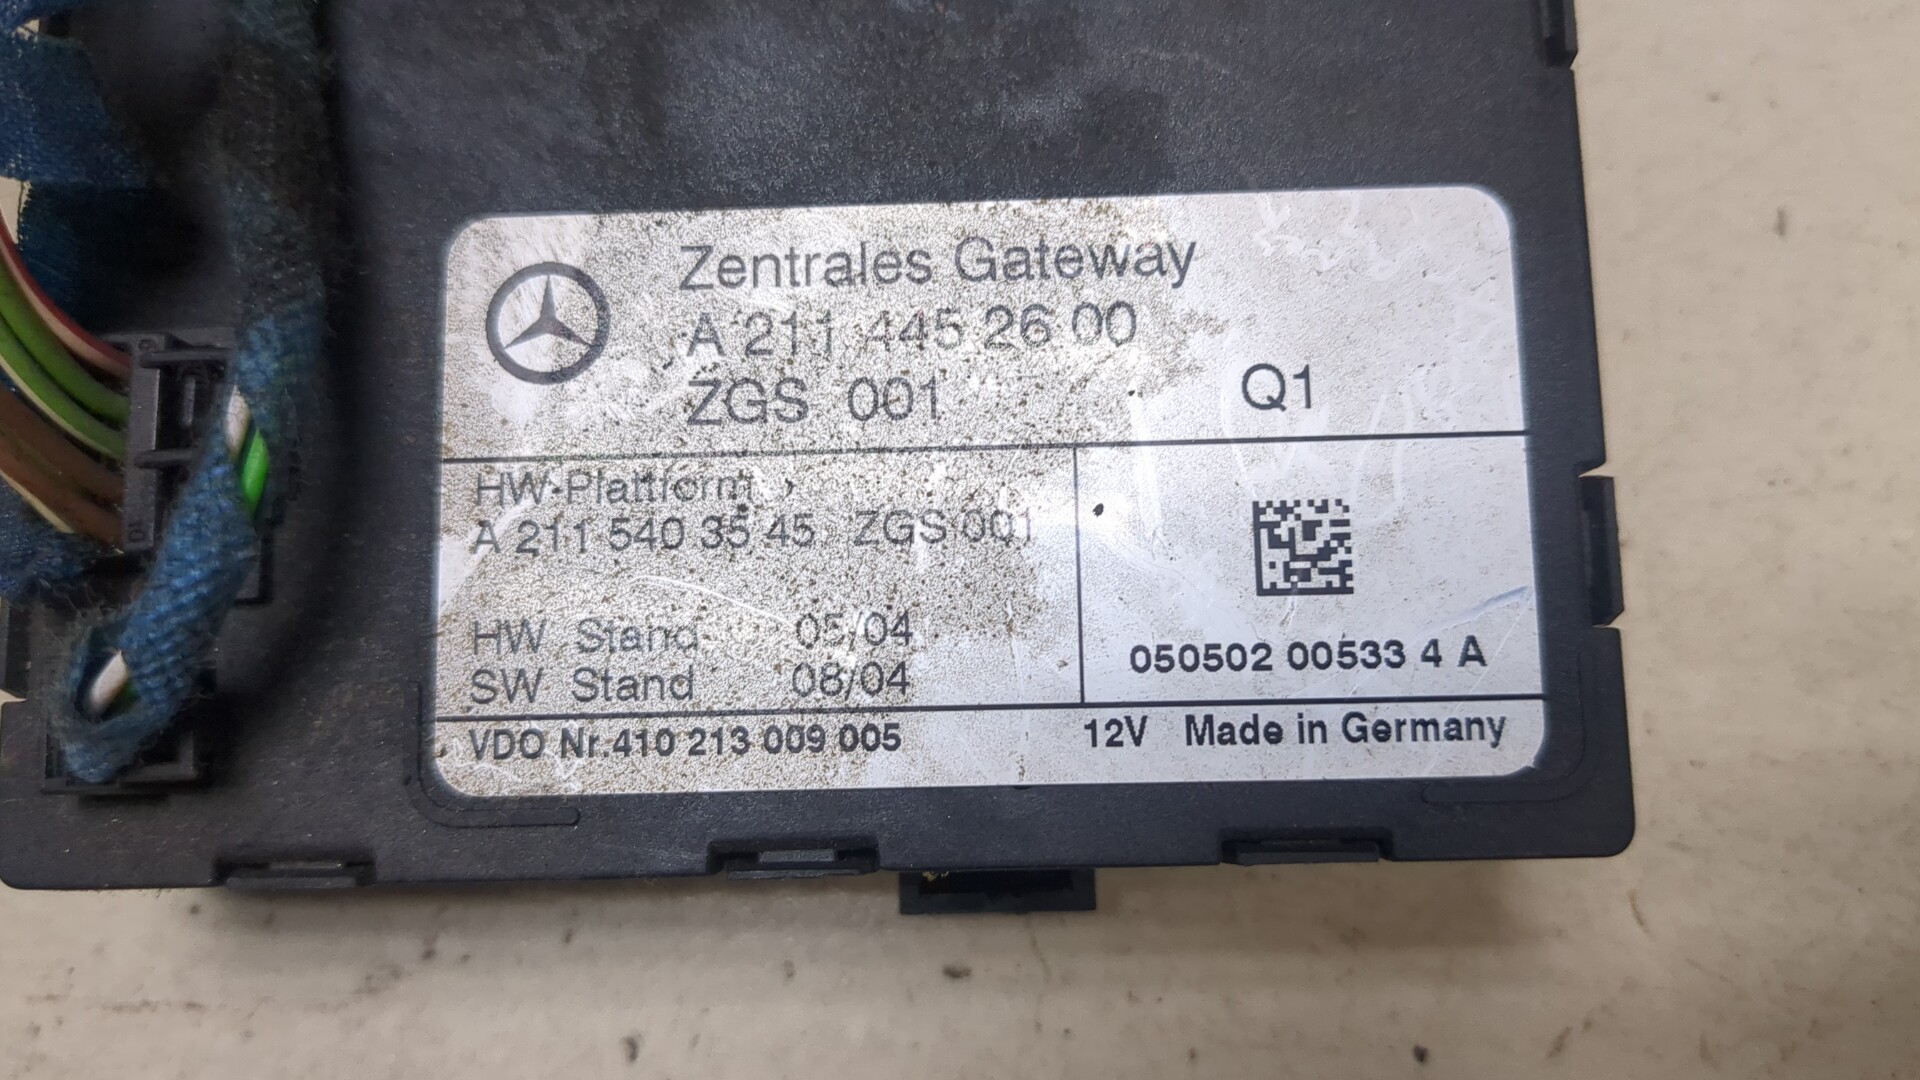 Zentrales Gateway
A 211 445 26 00
ZGS 001
Q1
HW-Plattform
A 211 540 35 45 ZGS 001
HW Stand 05/04
SW Stand 08/04
050502 00533 4 A
VDO Nr.410 213 009 005
12V Made in Germany